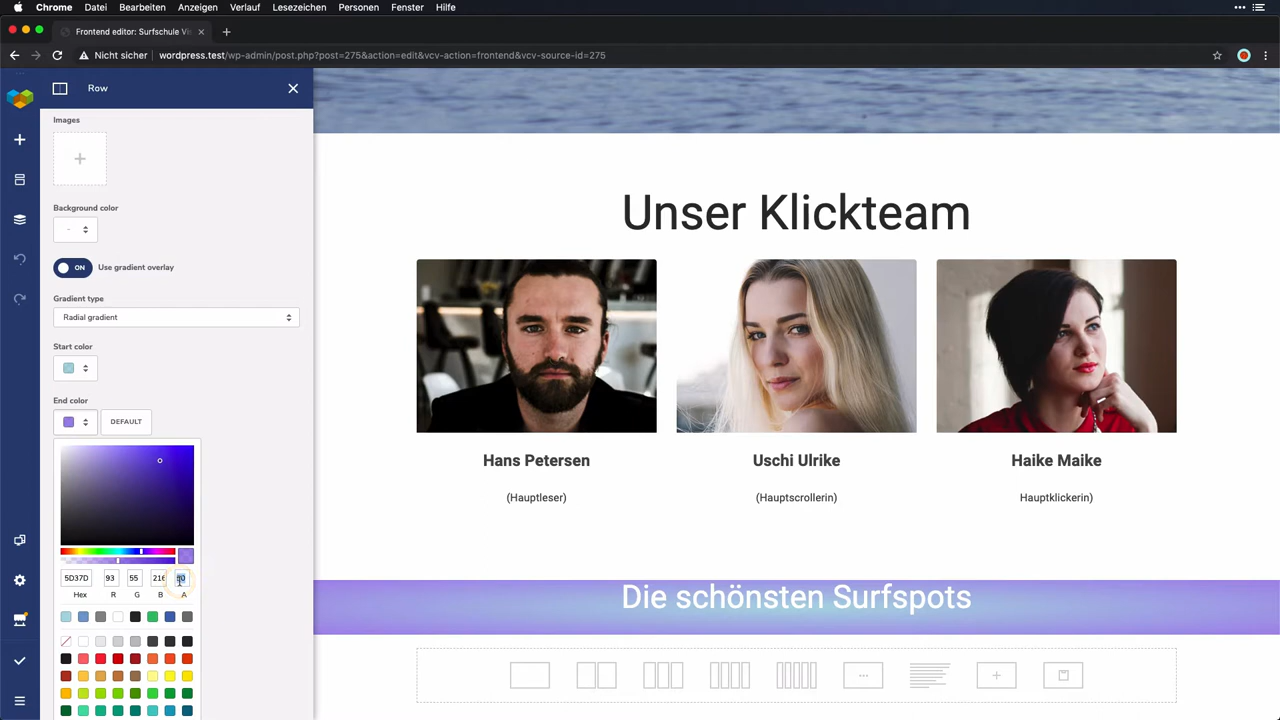 Chrome Datei Bearbeiten Anzeigen Verlauf Lesezeichen Personen Fenster Hilfe
Frontend editor: Surfschule
Nicht sicher wordpress.test/wp-admin/post.php?post=275&action=edit&vcv-action=frontend&vcv-source-id=275
Row
Images
Background color
ON Use gradient overlay
Gradient type
Radial gradient
Start color
End color
DEFAULT
5D37D 93 55 216
Hex R G B A
Unser Klickteam
Hans Petersen Uschi Ulrike Haike Maike
(Hauptleser) (Hauptscrollerin) Hauptklickerin)
Die schönsten Surfspots